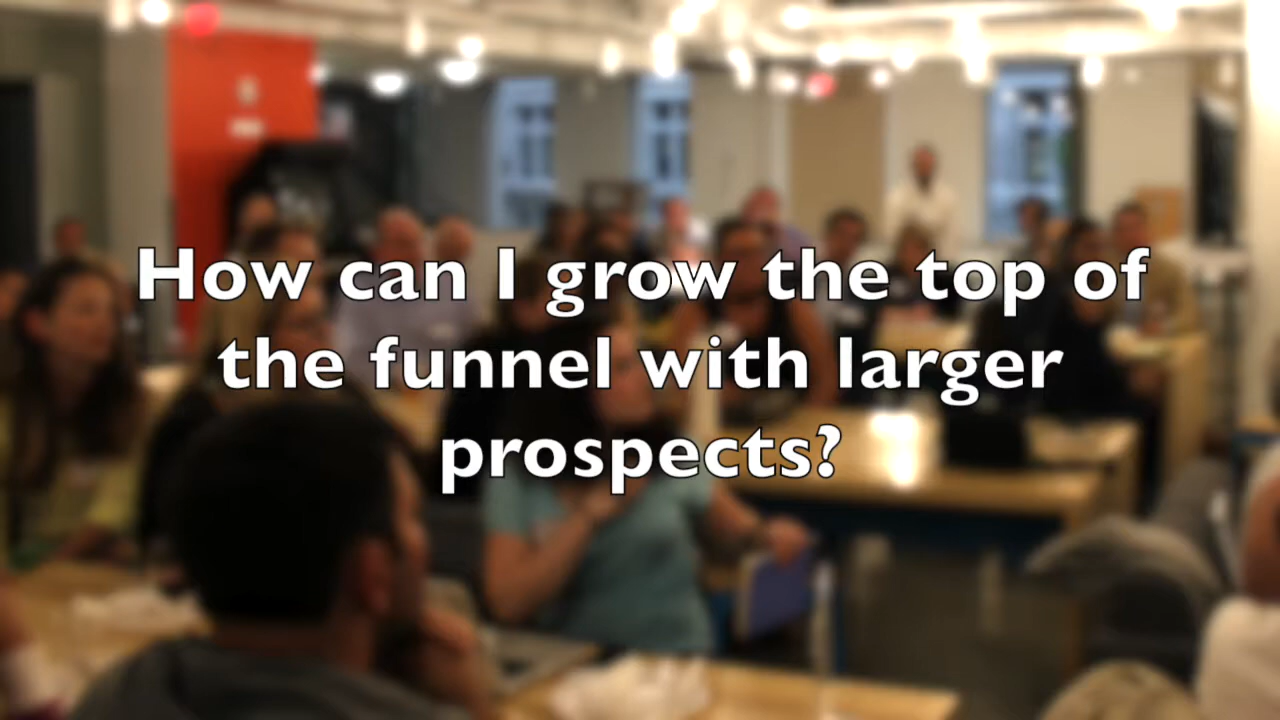 How can I grow the top of
the funnel with larger
prospects?